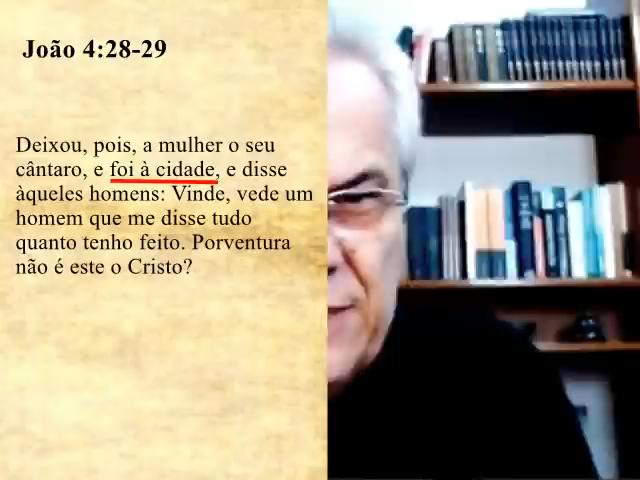 João 4:28-29
Deixou, pois, a mulher o seu
cântaro, e foi à cidade, e disse
àqueles homens: Vinde, vede um
homem que me disse tudo
quanto tenho feito. Porventura
não é este o Cristo?